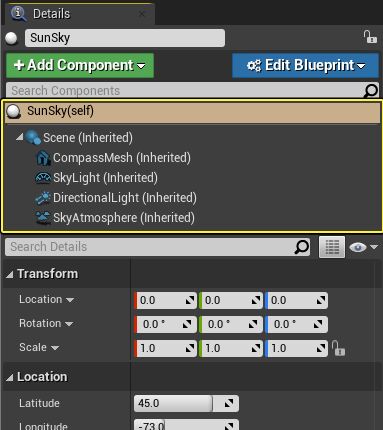 Details
SunSky
Add Component
Edit Blueprint
Search Components
SunSky(self)
Scene (Inherited)
CompassMesh (Inherited)
SkyLight (Inherited)
DirectionalLight (Inherited)
SkyAtmosphere (Inherited)
Search Details
Transform
Location 0.0 0.0 0.0
Rotation 0.0 ° 0.0 ° 0.0 °
Scale 1.0 1.0 1.0
Location
Latitude 45.0
Longitude -73.0